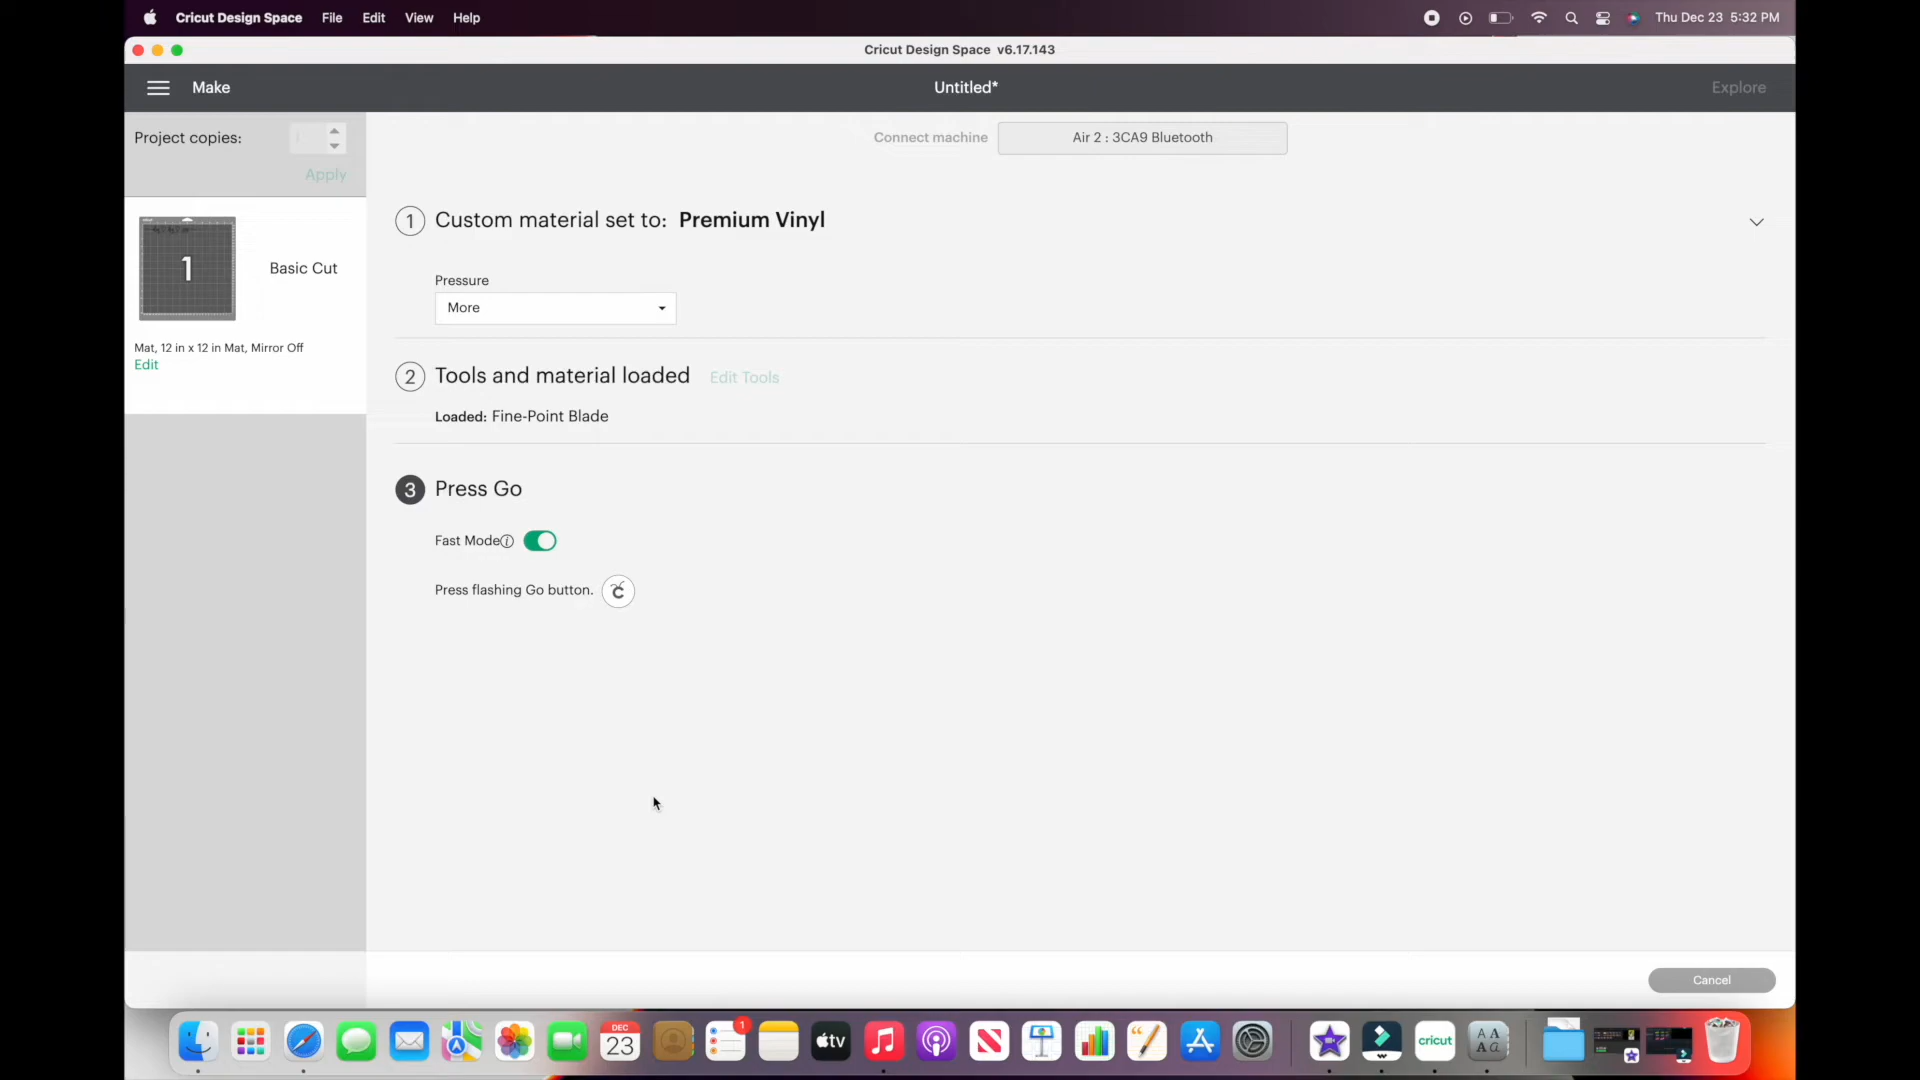 Cricut Design Space File Edit View Help Thu Dec 23 5:32 PM
Cricut Design Space v6.17.143
Make Untitled* Explore
Project copies:
Connect machine Air 2 : 3CA9 Bluetooth
Apply
1 Custom material set to: Premium Vinyl
1 Basic Cut
Pressure
More
Mat, 12 in x 12 in Mat, Mirror Off
Edit
2 Tools and material loaded Edit Tools
Loaded: Fine-Point Blade
3 Press Go
Fast Mode
Press flashing Go button.
Cancel
DEC
23
1
tv
cricut
AA
AQ